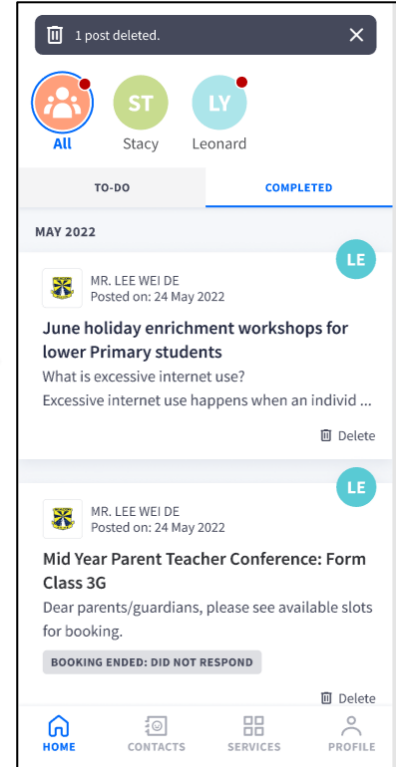 1 post deleted.
ST
LY
All
Stacy
Leonard
TO-DO
COMPLETED
MAY 2022
LE
MR. LEE WEI DE
Posted on: 24 May 2022
June holiday enrichment workshops for
lower Primary students
What is excessive internet use?
Excessive internet use happens when an individ ...
Delete
LE
MR. LEE WEI DE
Posted on: 24 May 2022
Mid Year Parent Teacher Conference: Form
Class 3G
Dear parents/guardians, please see available slots
for booking.
BOOKING ENDED: DID NOT RESPOND
Delete
HOME
CONTACTS
SERVICES
PROFILE